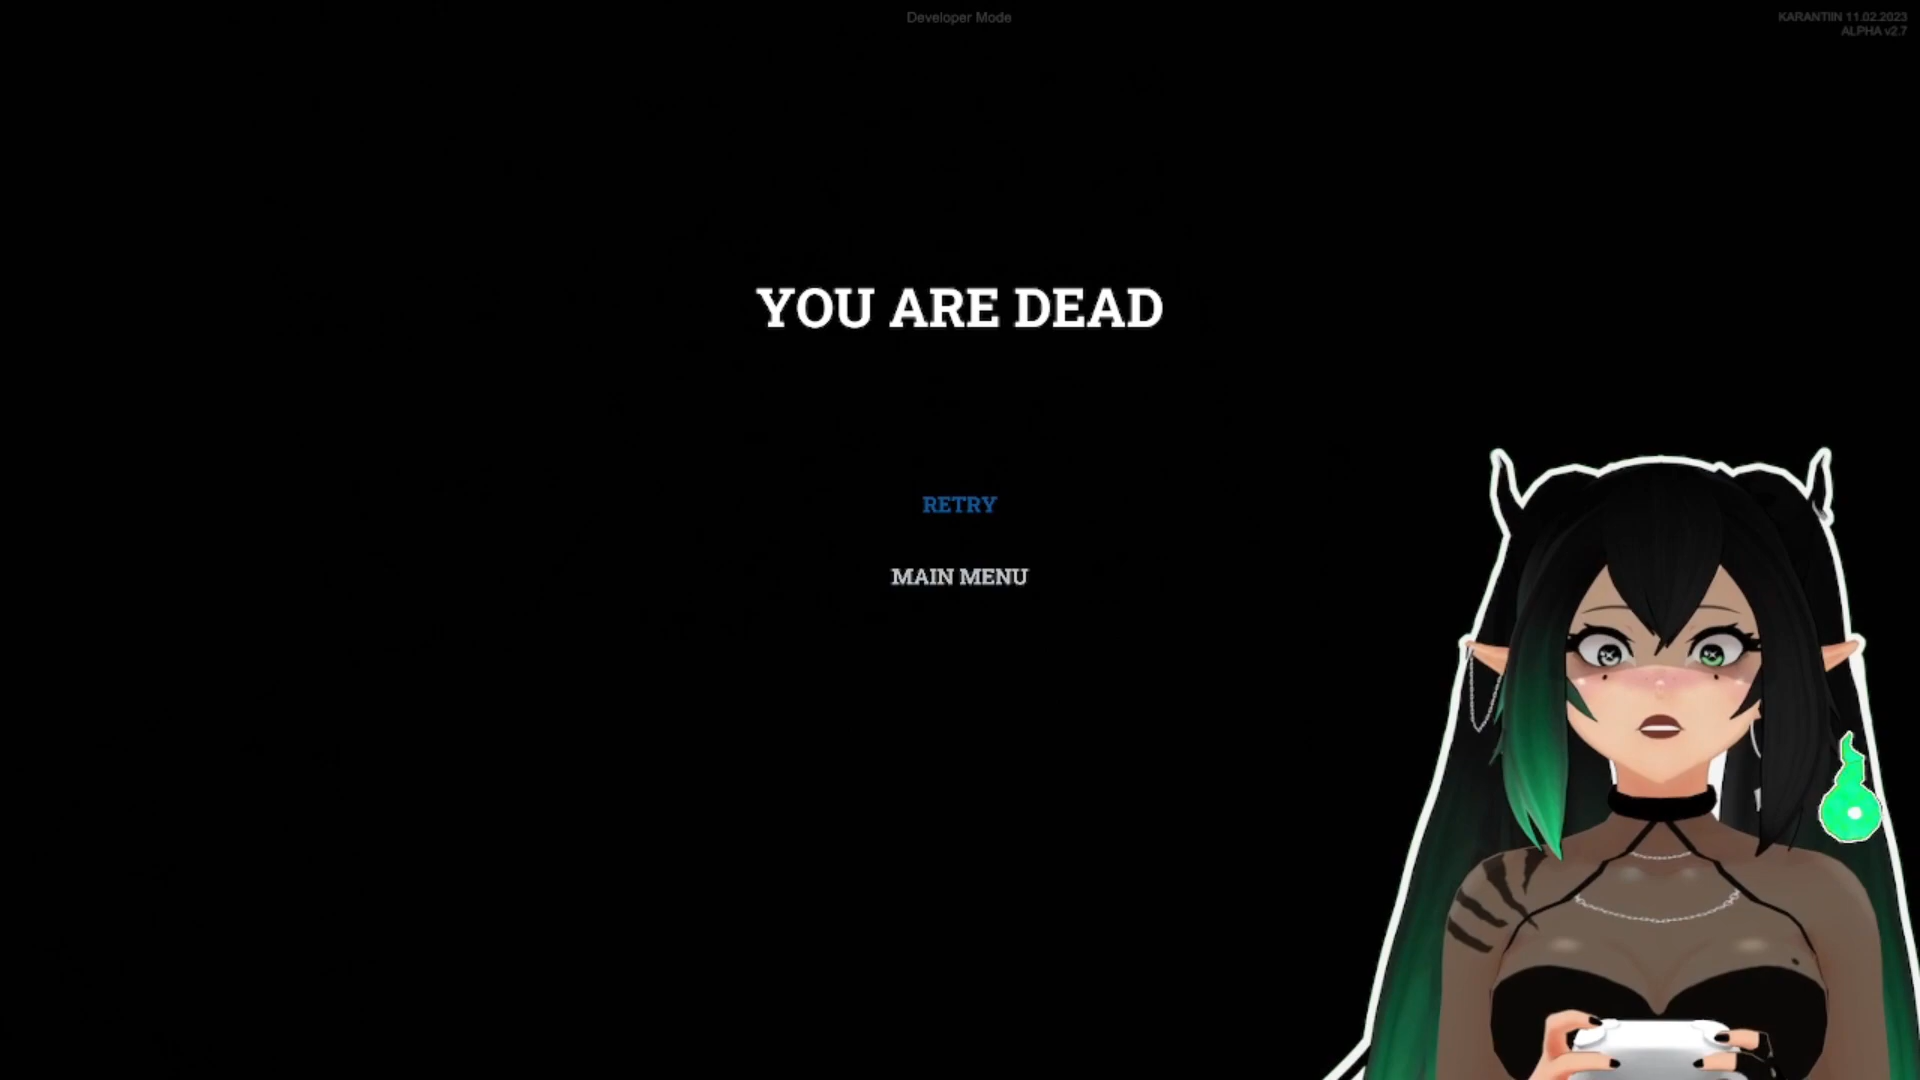 Developer Mode
KARANTIIN 11.02.2023
ALPHA v2.7
YOU ARE DEAD
RETRY
MAIN MENU